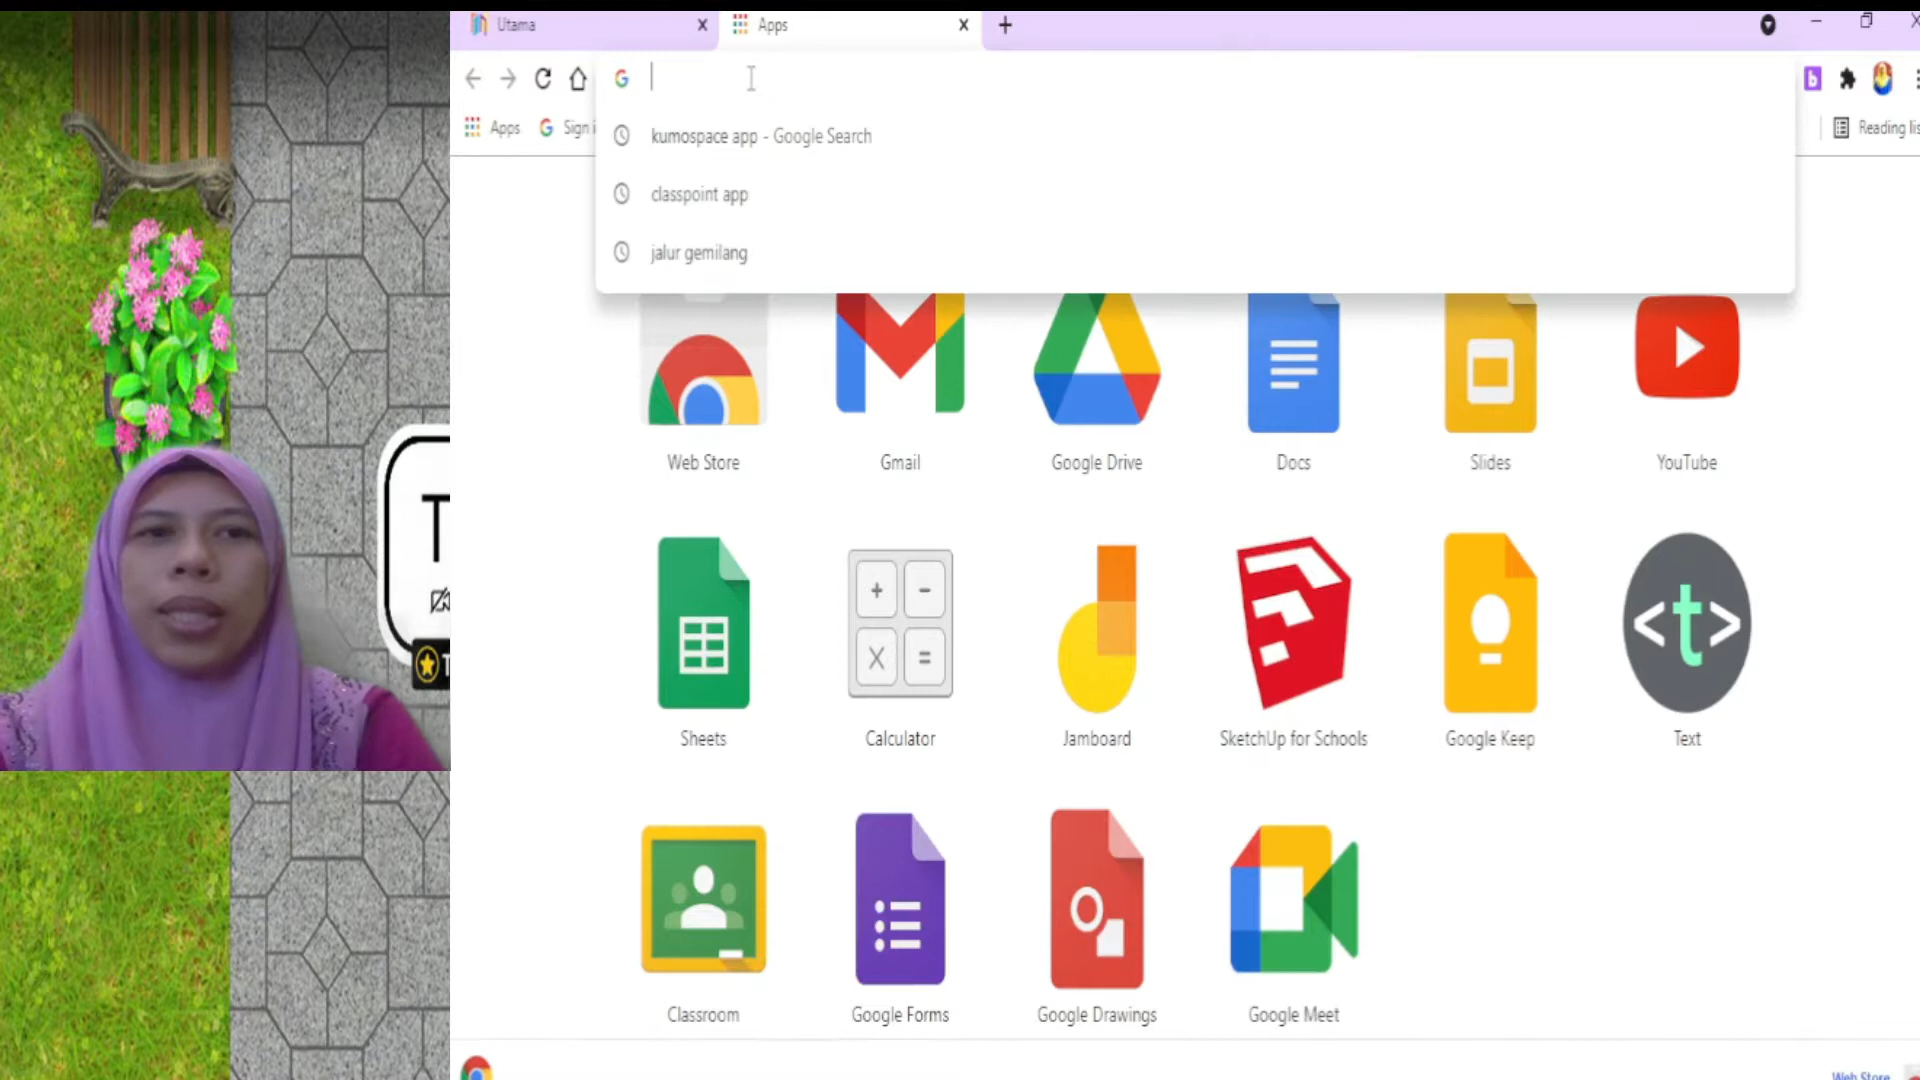 Utama
Apps
Apps
Sign i
Reading lis
kumospace app - Google Search
classpoint app
jalur gemilang
Web Store
Gmail
Google Drive
Docs
Slides
YouTube
T
T
Sheets
Calculator
Jamboard
SketchUp for Schools
Google Keep
<t>
Text
Classroom
Google Forms
Google Drawings
Google Meet
Web Store